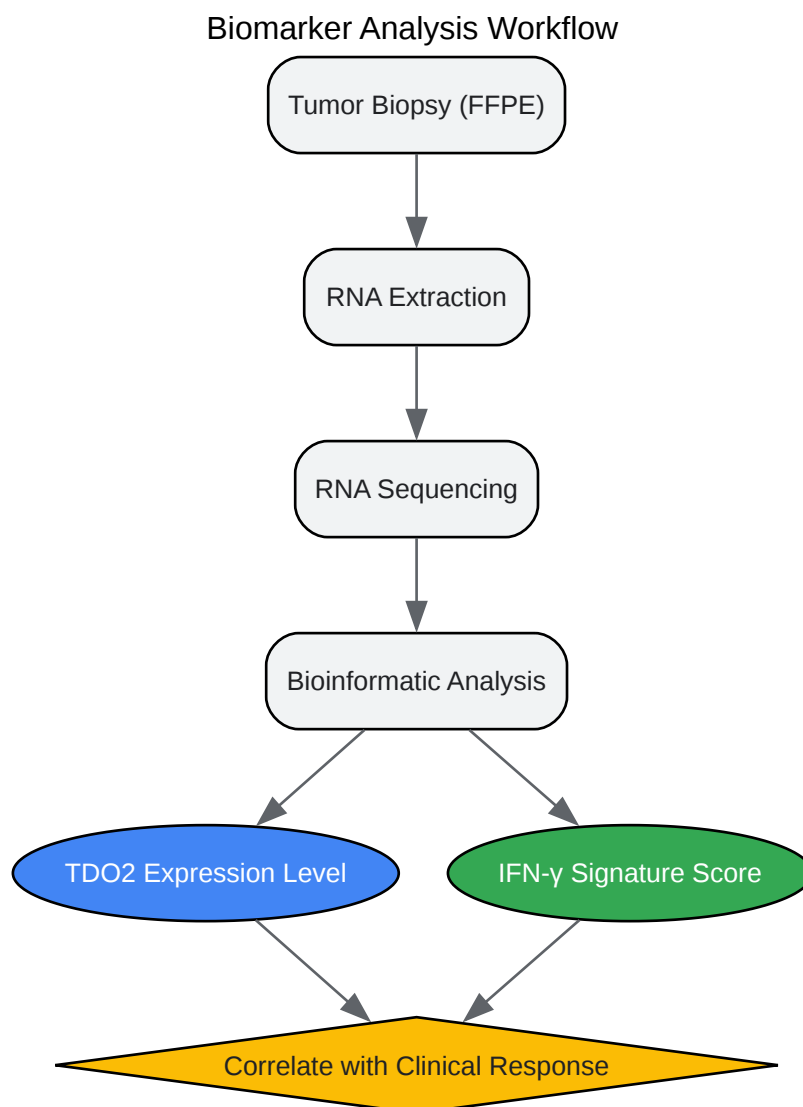 Biomarker Analysis Workflow
Tumor Biopsy (FFPE)
RNA Extraction
RNA Sequencing
Bioinformatic Analysis
TDO2 Expression Level
IFN-γ Signature Score
Correlate with Clinical Response